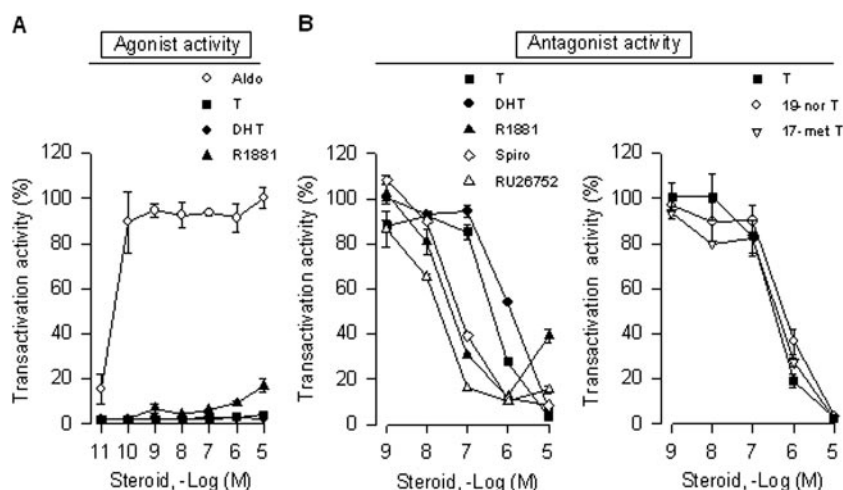 A
Agonist activity
Aldo
T
DHT
R1881
Transactivation activity (%)
120
100
80
60
40
20
0
11 10 9 8 7 6 5
Steroid, -Log (M)
B
Antagonist activity
T
DHT
R1881
Spiro
RU26752
Transactivation activity (%)
120
100
80
60
40
20
0
9 8 7 6 5
Steroid, -Log (M)
T
19-nor T
17-met T
Transactivation activity (%)
120
100
80
60
40
20
0
9 8 7 6 5
Steroid, -Log (M)